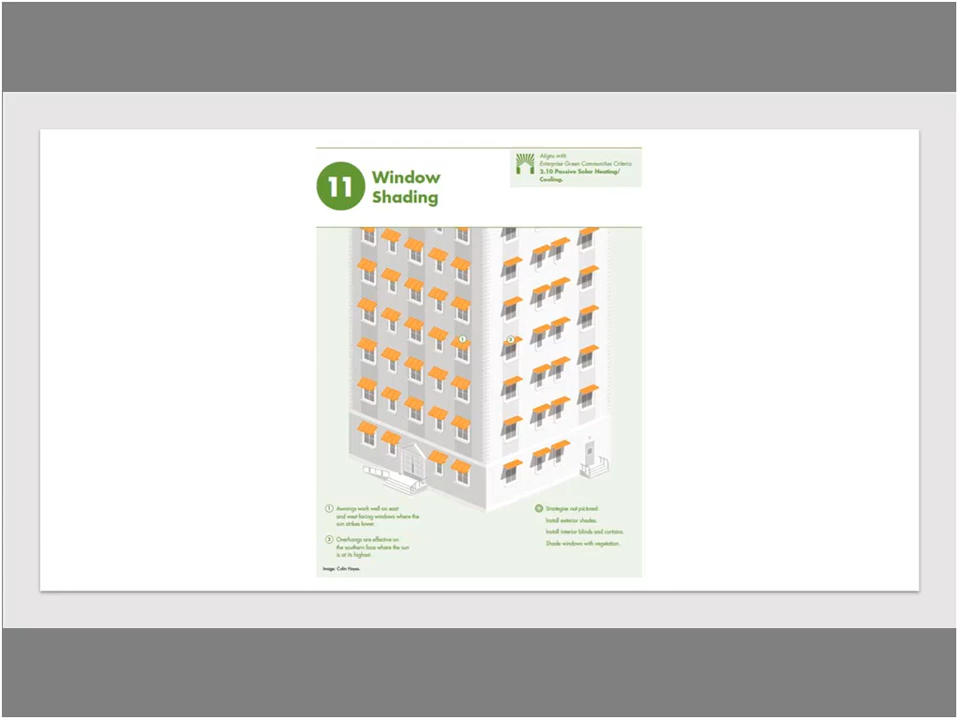 11
Window
Shading
Aligns with
Enterprise Green Communities Criteria
2.10 Passive Solar Heating/
Cooling.
1
2
1 Awnings work well on east
and west-facing windows where the
sun strikes lower.
2 Overhangs are effective on
the southern face where the sun
is at its highest.
Image: Colin Hayes.
Strategies not pictured:
Install exterior shades.
Install interior blinds and curtains.
Shade windows with vegetation.